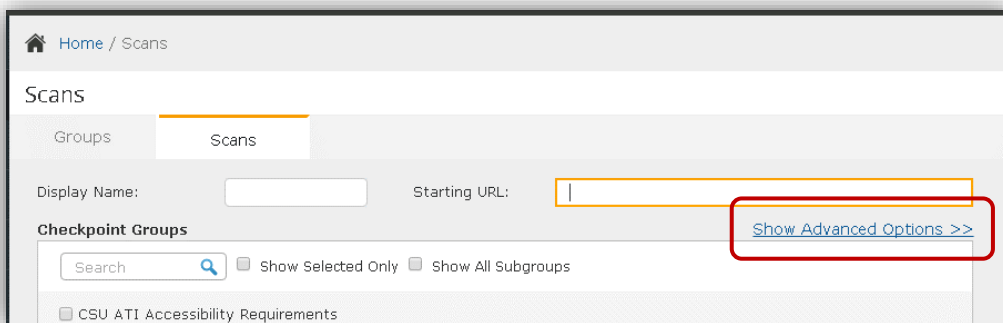 Home / Scans
Scans
Groups Scans
Display Name: Starting URL:
Checkpoint Groups Show Advanced Options >>
Search Show Selected Only Show All Subgroups
CSU ATI Accessibility Requirements